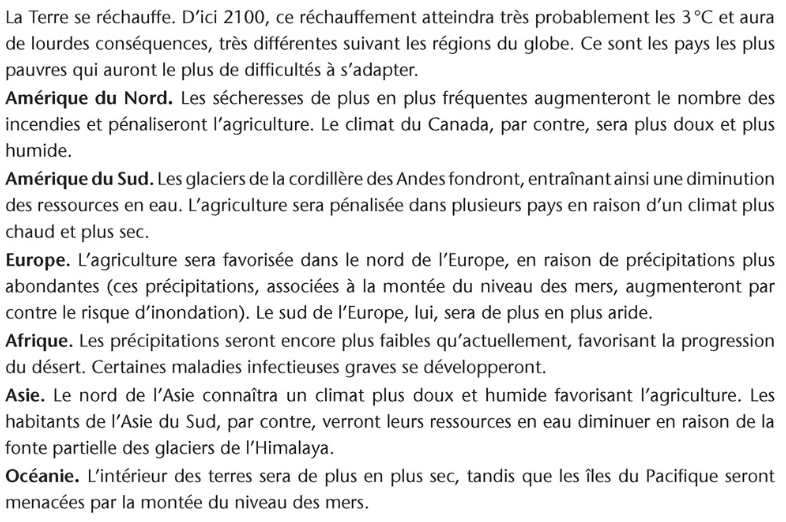 La Terre se réchauffe. D’ici 2100, ce réchauffement atteindra très probablement les 3 °C et aura
de lourdes conséquences, très différentes suivant les régions du globe. Ce sont les pays les plus
pauvres qui auront le plus de difficultés à s’adapter.
Amérique du Nord. Les sécheresses de plus en plus fréquentes augmenteront le nombre des
incendies et pénaliseront l’agriculture. Le climat du Canada, par contre, sera plus doux et plus
humide.
Amérique du Sud. Les glaciers de la cordillère des Andes fondront, entraînant ainsi une diminution
des ressources en eau. L’agriculture sera pénalisée dans plusieurs pays en raison d’un climat plus
chaud et plus sec.
Europe. L’agriculture sera favorisée dans le nord de l’Europe, en raison de précipitations plus
abondantes (ces précipitations, associées à la montée du niveau des mers, augmenteront par
contre le risque d’inondation). Le sud de l’Europe, lui, sera de plus en plus aride.
Afrique. Les précipitations seront encore plus faibles qu’actuellement, favorisant la progression
du désert. Certaines maladies infectieuses graves se développeront.
Asie. Le nord de l’Asie connaîtra un climat plus doux et humide favorisant l’agriculture. Les
habitants de l’Asie du Sud, par contre, verront leurs ressources en eau diminuer en raison de la
fonte partielle des glaciers de l’Himalaya.
Océanie. L’intérieur des terres sera de plus en plus sec, tandis que les îles du Pacifique seront
menacées par la montée du niveau des mers.